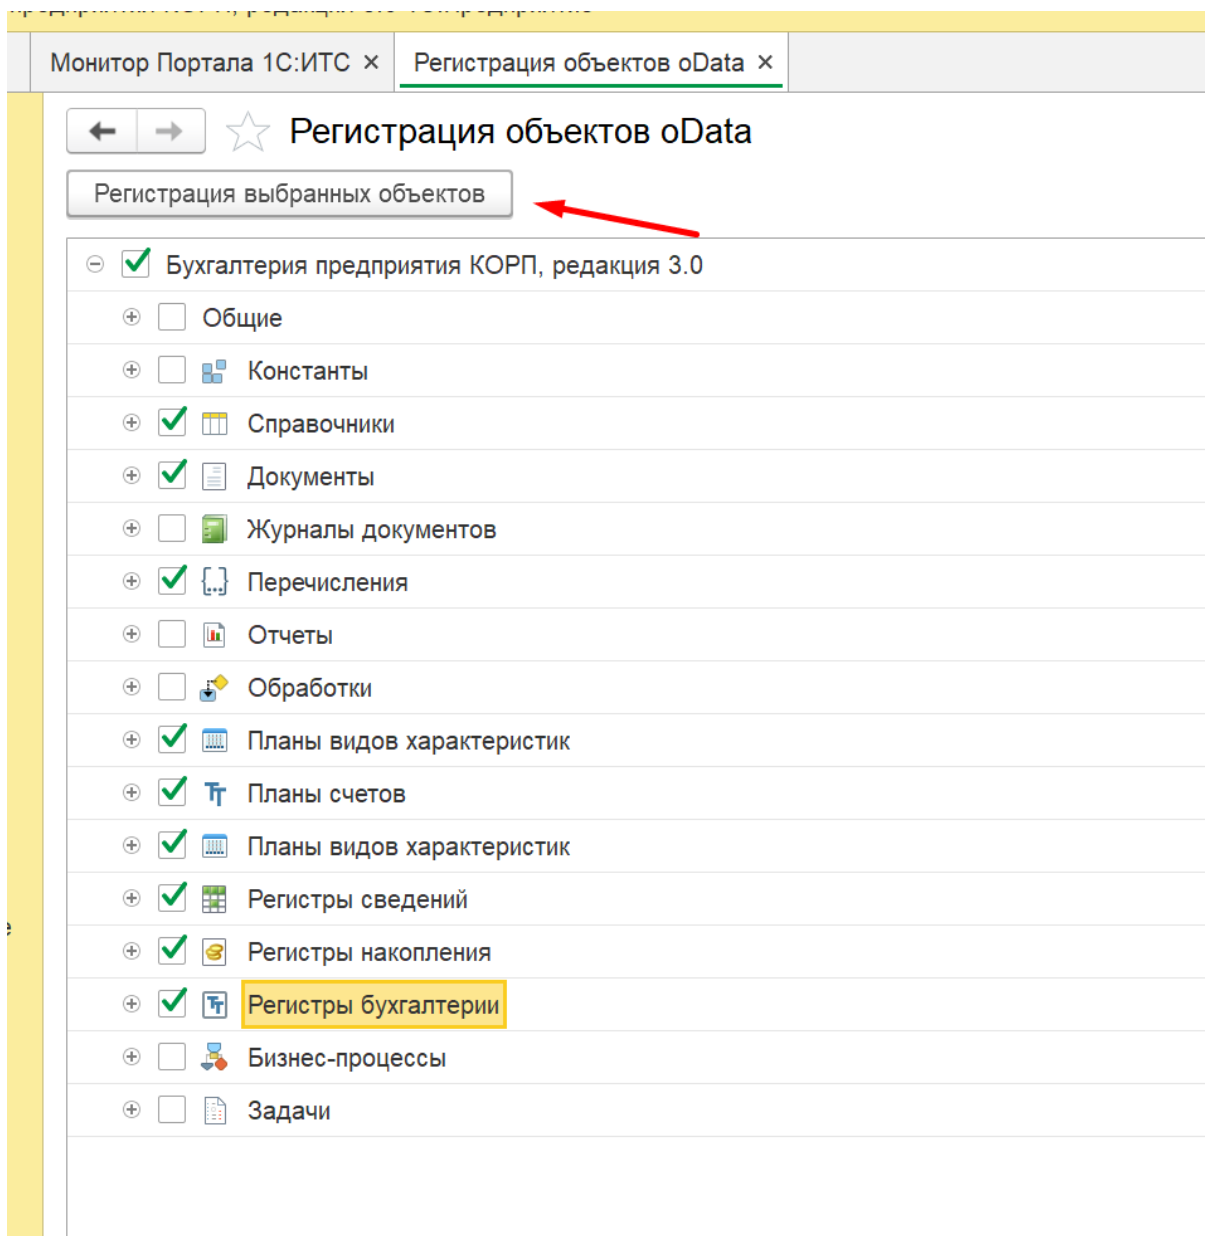 Монитор Портала 1С:ИТС ×
Регистрация объектов oData ×
Регистрация объектов oData
Регистрация выбранных объектов
Бухгалтерия предприятия КОРП, редакция 3.0
Общие
Константы
Справочники
Документы
Журналы документов
Перечисления
Отчеты
Обработки
Планы видов характеристик
Планы счетов
Планы видов характеристик
Регистры сведений
Регистры накопления
Регистры бухгалтерии
Бизнес-процессы
Задачи